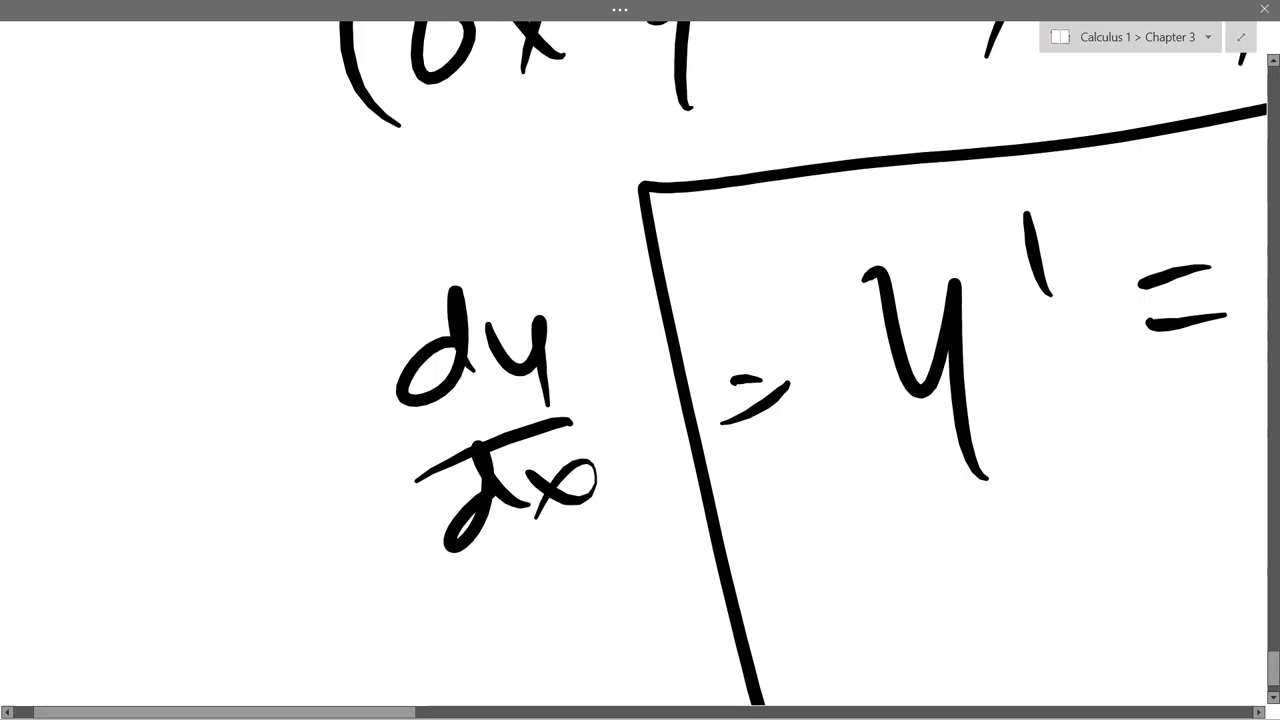 Calculus 1 > Chapter 3
dy/dx = y' =